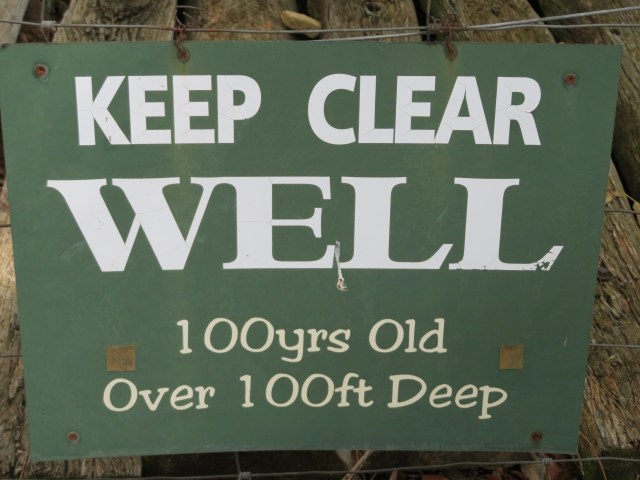 KEEP CLEAR
WELL
100yrs Old
Over 100ft Deep